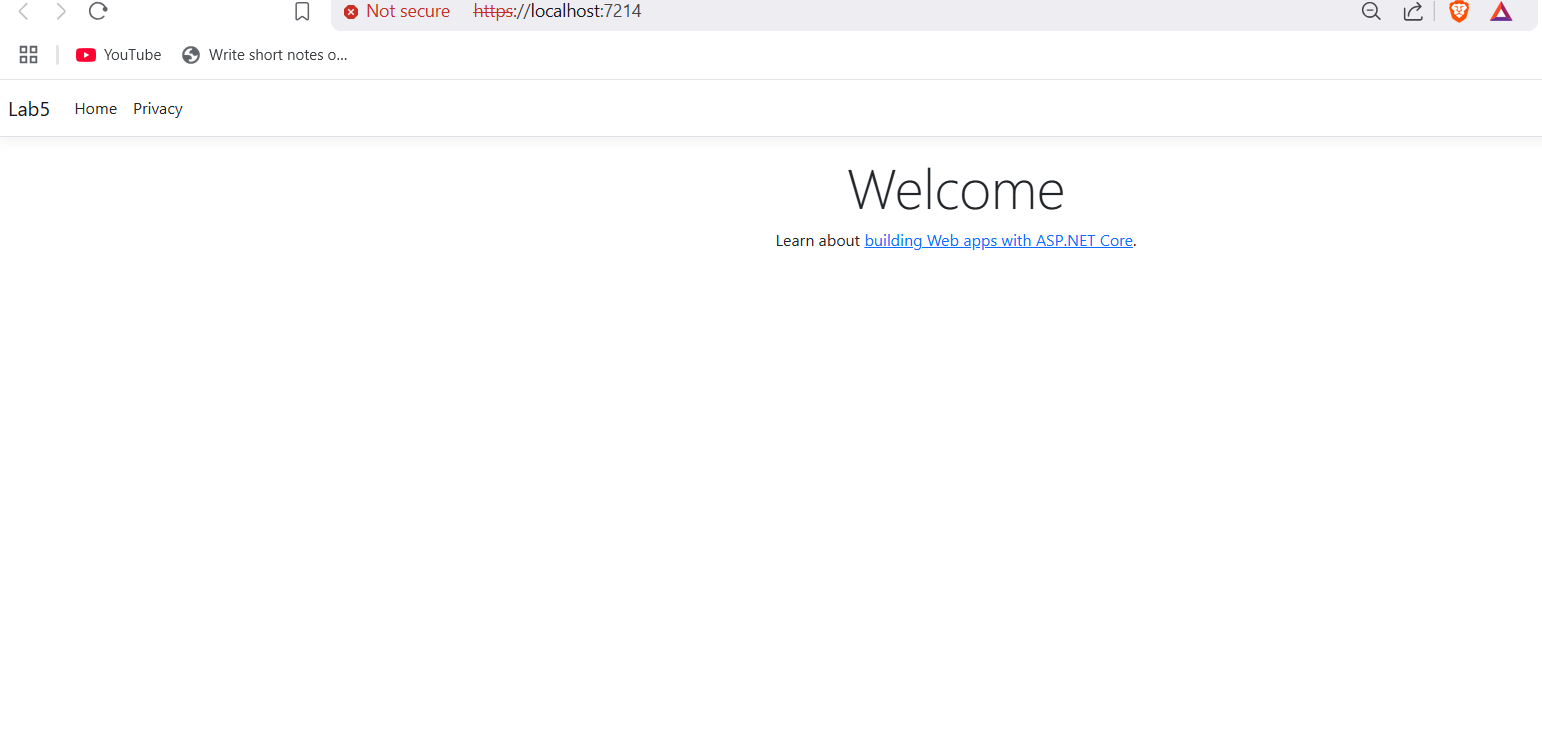 Not secure https://localhost:7214
YouTube Write short notes o...
Lab5 Home Privacy
Welcome
Learn about building Web apps with ASP.NET Core.